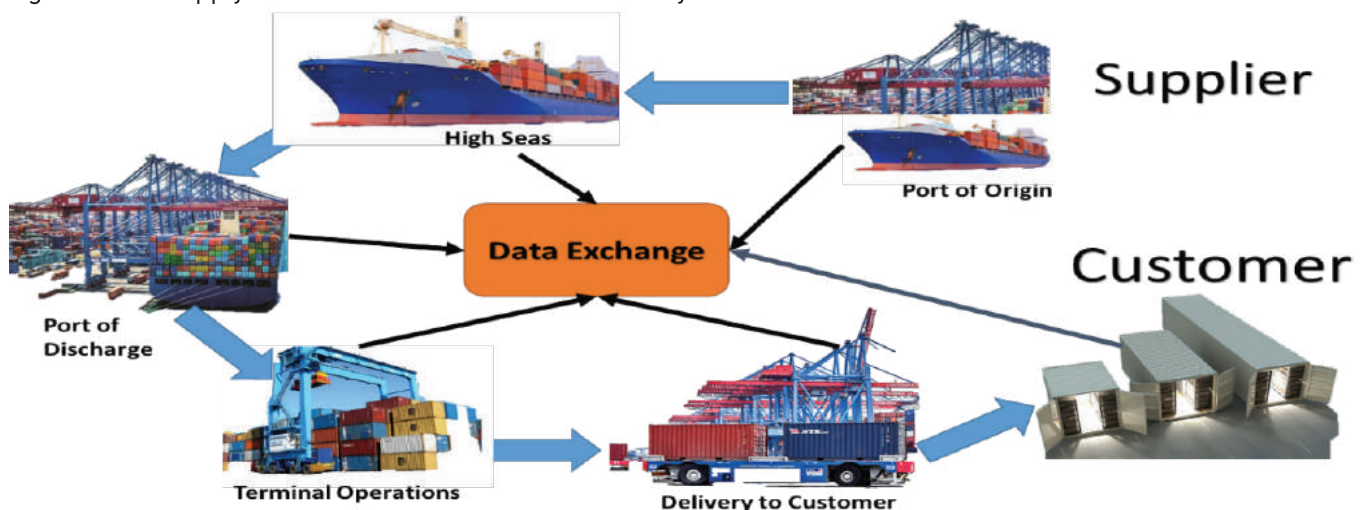 Supplier
High Seas
Port of Origin
Data Exchange
Customer
Port of
Discharge
Terminal Operations
Delivery to Customer